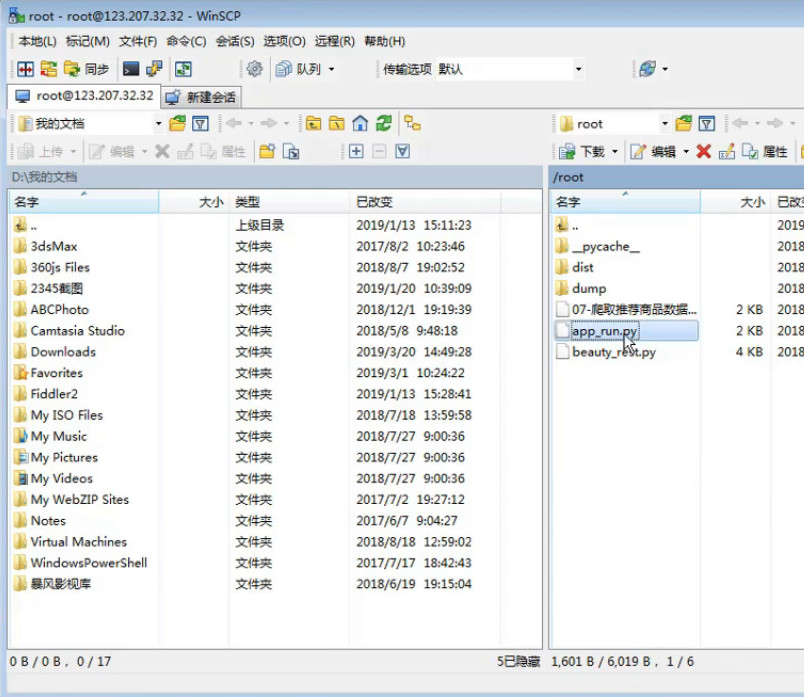 root - root@123.207.32.32 - WinSCP
本地(L) 标记(M) 文件(F) 命令(C) 会话(S) 选项(O) 远程(R) 帮助(H)
同步 队列 传输选项 默认
root@123.207.32.32 新建会话
我的文档 root
上传 编辑 属性 下载 编辑 属性
D:\我的文档 /root
名字 大小 类型 已改变 名字 大小 已改
.. 上级目录 2019/1/13 15:11:23 .. 2019
3dsMax 文件夹 2017/8/2 10:23:46 __pycache__ 2018
360js Files 文件夹 2018/8/7 19:02:52 dist 2018
2345截图 文件夹 2019/1/20 10:39:09 dump 2018
ABCPhoto 文件夹 2018/12/1 19:19:39 07-爬取推荐商品数据... 2 KB 2018
Camtasia Studio 文件夹 2018/5/8 9:48:18 app_run.py 2 KB 2018
Downloads 文件夹 2019/3/20 14:49:28 beauty_rest.py 4 KB 2018
Favorites 文件夹 2019/3/1 10:24:22
Fiddler2 文件夹 2019/1/13 15:28:41
My ISO Files 文件夹 2018/7/18 13:59:58
My Music 文件夹 2018/7/27 9:00:36
My Pictures 文件夹 2018/7/27 9:00:36
My Videos 文件夹 2018/7/27 9:00:36
My WebZIP Sites 文件夹 2017/7/2 19:27:12
Notes 文件夹 2017/6/7 9:04:27
Virtual Machines 文件夹 2018/8/18 12:59:02
WindowsPowerShell 文件夹 2017/7/17 18:42:43
暴风影视库 文件夹 2018/6/19 19:15:04
0 B / 0 B， 0 / 17 5已隐藏 1,601 B / 6,019 B， 1 / 6